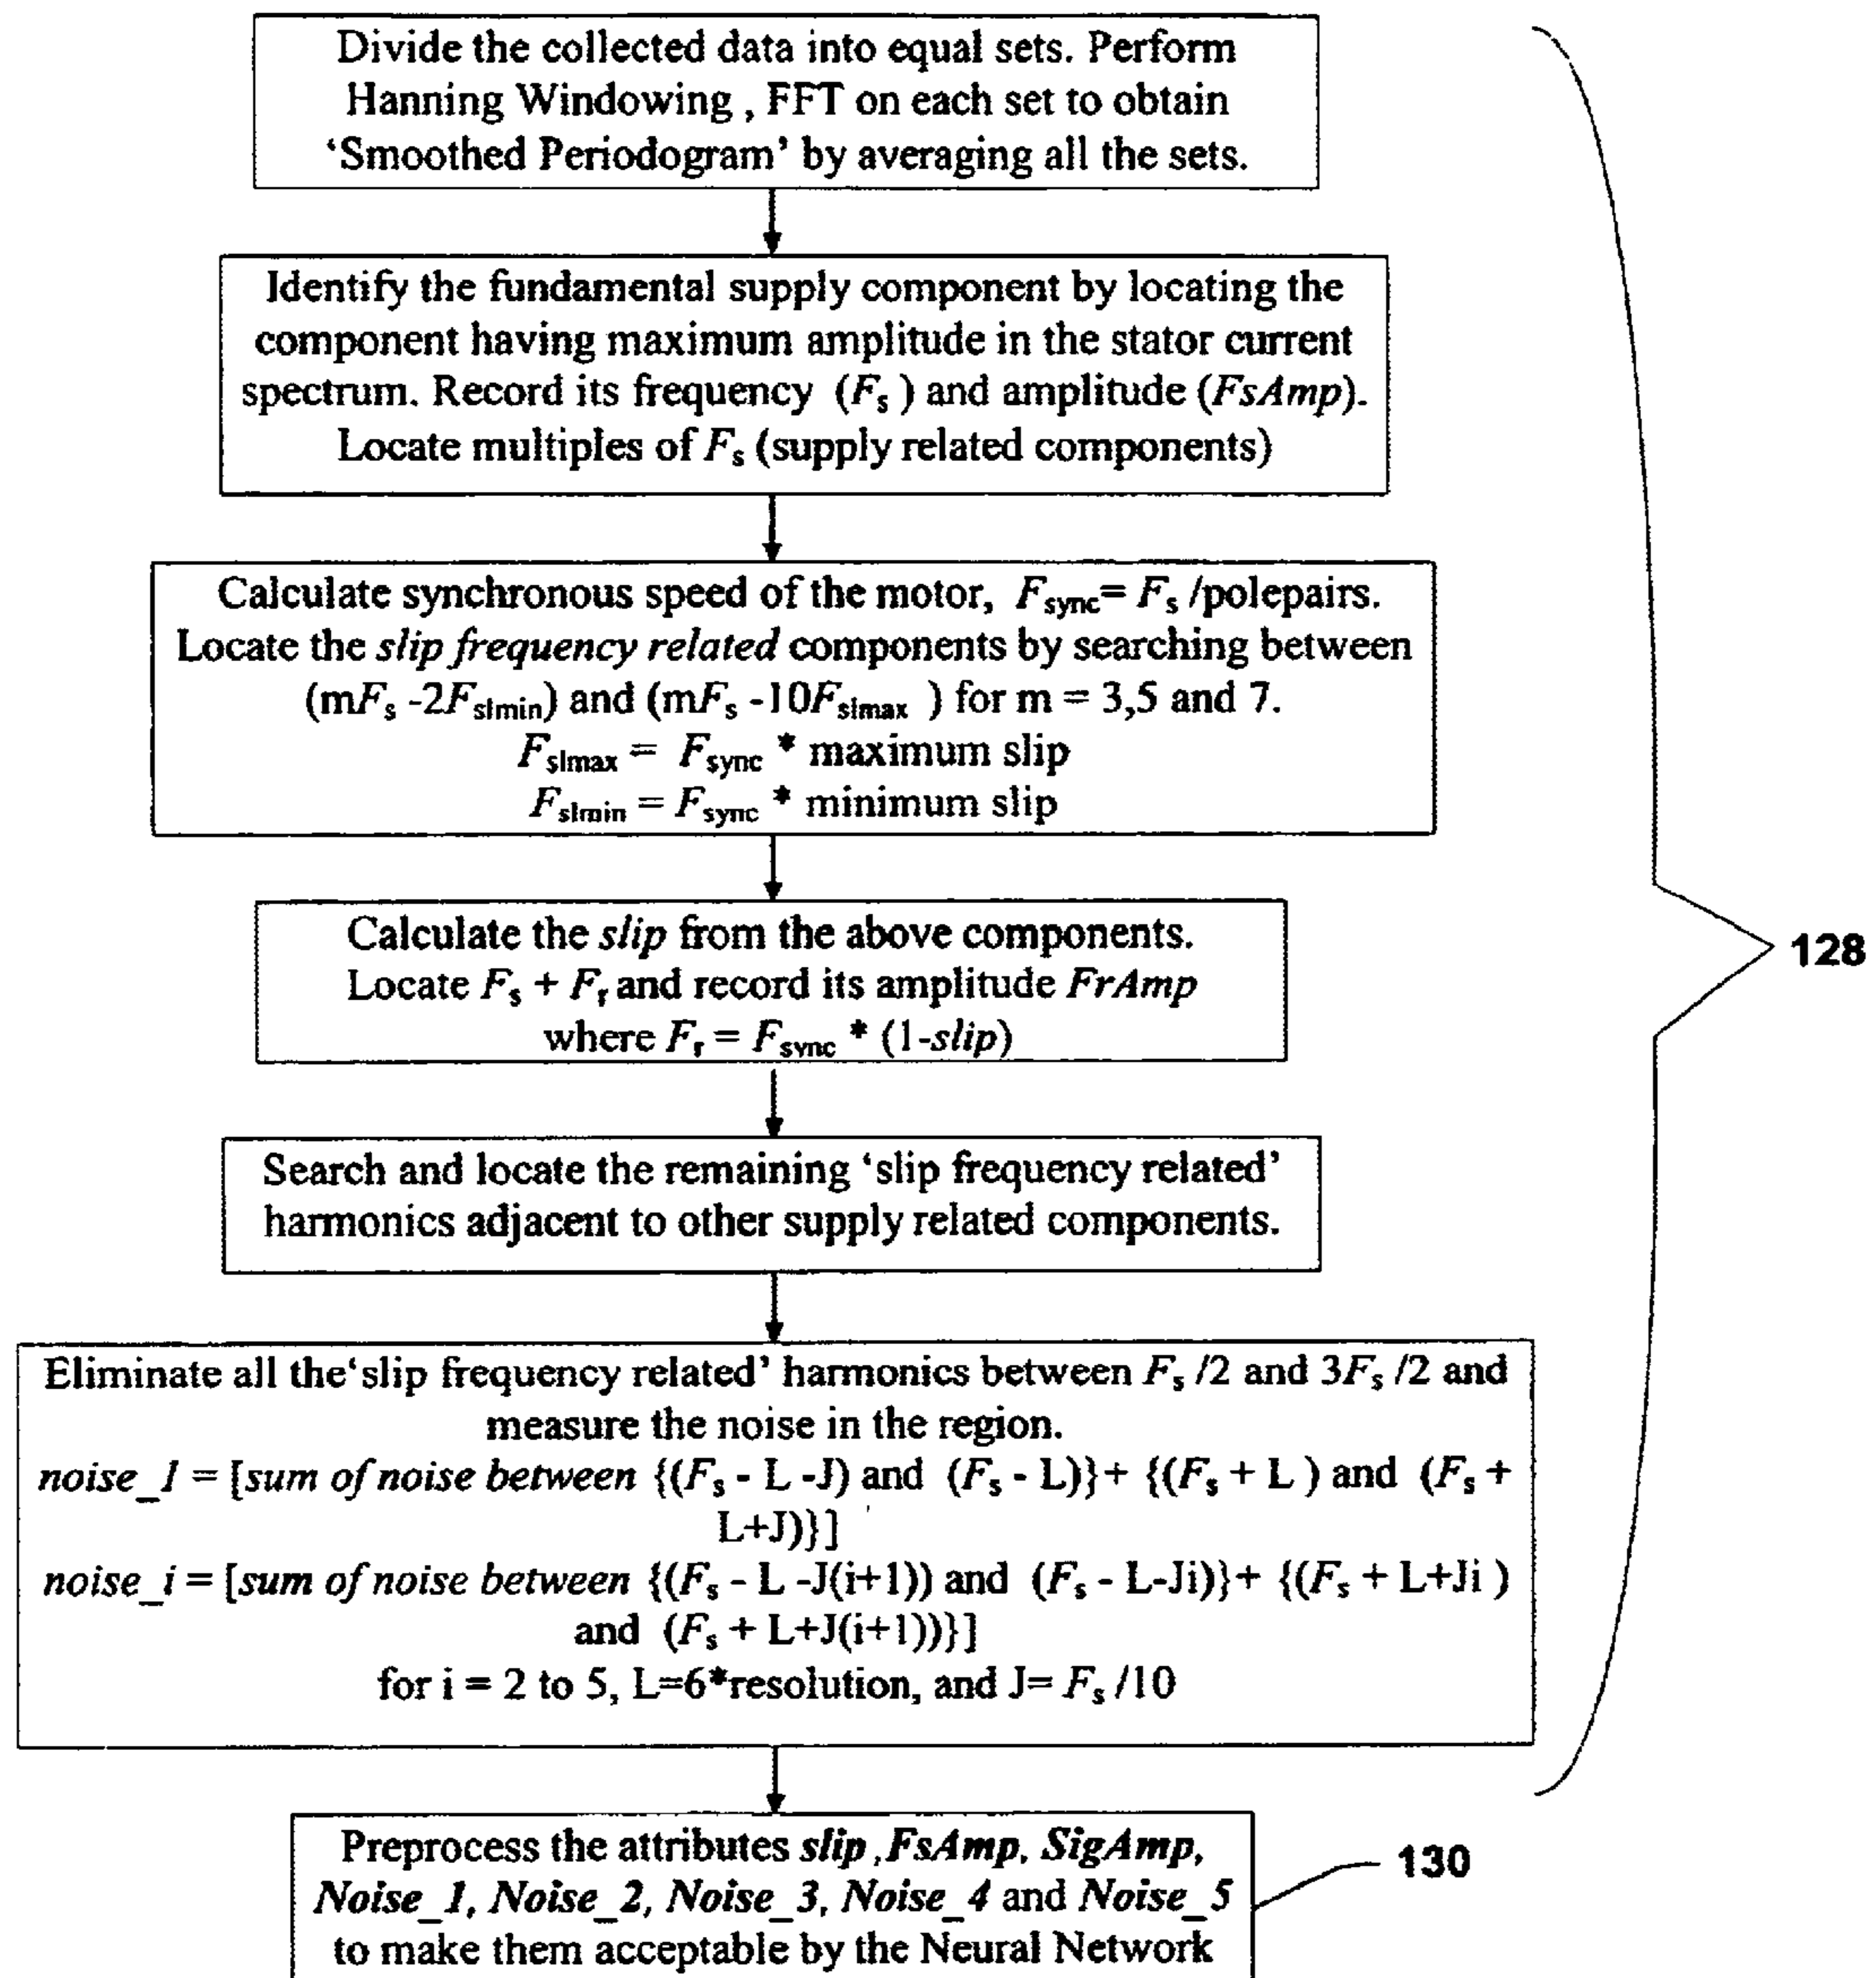 Divide the collected data into equal sets. Perform
Hanning Windowing , FFT on each set to obtain
‘Smoothed Periodogram’ by averaging all the sets.
Identify the fundamental supply component by locating the
component having maximum amplitude in the stator current
spectrum. Record its frequency (Fs ) and amplitude (FsAmp).
Locate multiples of Fs (supply related components)
Calculate synchronous speed of the motor, Fsync= Fs /polepairs.
Locate the slip frequency related components by searching between
(mFs -2Fslmin) and (mFs -10Fslmax ) for m = 3,5 and 7.
Fslmax = Fsync * maximum slip
Fslmin = Fsync * minimum slip
128
Calculate the slip from the above components.
Locate Fs + Fr and record its amplitude FrAmp
where Fr = Fsync * (1-slip)
Search and locate the remaining ‘slip frequency related’
harmonics adjacent to other supply related components.
Eliminate all the‘slip frequency related’ harmonics between Fs /2 and 3Fs /2 and
measure the noise in the region.
noise_1 = [sum of noise between {(Fs - L -J) and (Fs - L)}+ {(Fs + L ) and (Fs +
L+J)}]
noise_i = [sum of noise between {(Fs - L -J(i+1)) and (Fs - L-Ji)}+ {(Fs + L+Ji )
and (Fs + L+J(i+1))}]
for i = 2 to 5, L=6*resolution, and J= Fs /10
Preprocess the attributes slip ,FsAmp, SigAmp,
Noise_1, Noise_2, Noise_3, Noise_4 and Noise_5
to make them acceptable by the Neural Network
130